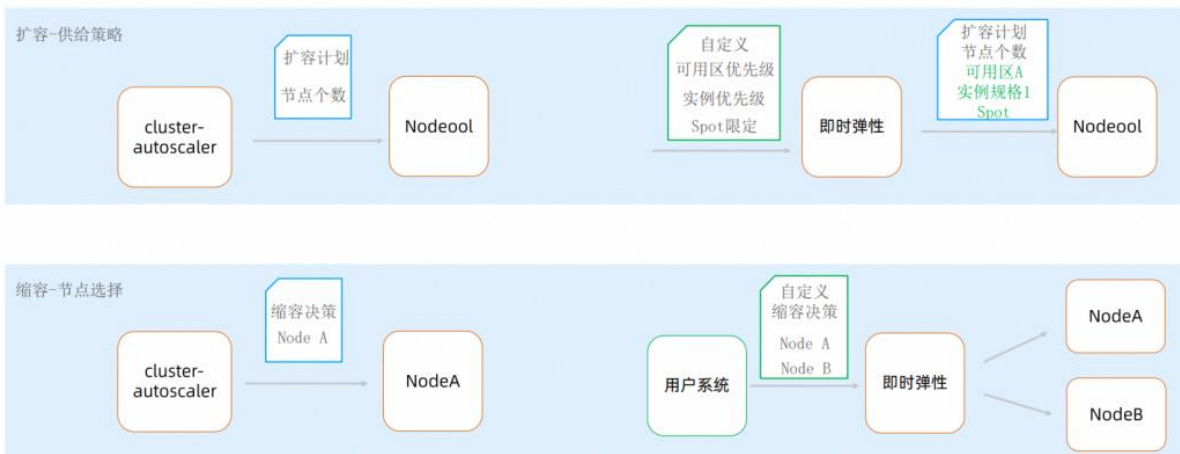 扩容-供给策略
扩容计划
节点个数
cluster-
autoscaler
Nodeool
自定义
可用区优先级
实例优先级
Spot限定
即时弹性
扩容计划
节点个数
可用区A
实例规格1
Spot
Nodeool
缩容-节点选择
缩容决策
Node A
cluster-
autoscaler
NodeA
用户系统
自定义
缩容决策
Node A
Node B
即时弹性
NodeA
NodeB